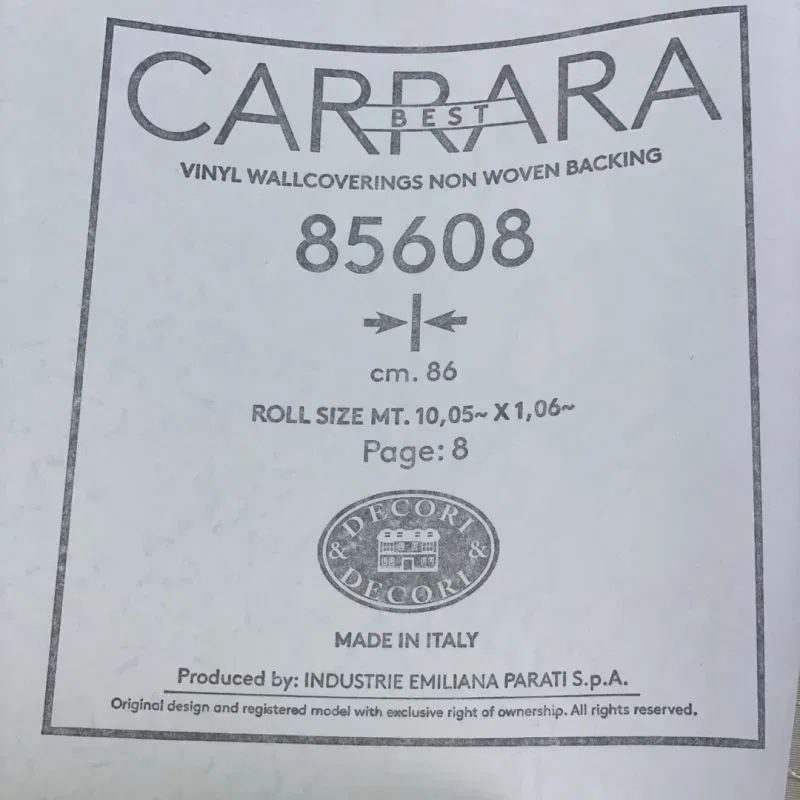 CARRARA
BEST
VINYL WALLCOVERINGS NON WOVEN BACKING
85608
cm. 86
ROLL SIZE MT. 10,05~ X 1,06~
Page: 8
DECORI
& &
DECORI
MADE IN ITALY
Produced by: INDUSTRIE EMILIANA PARATI S.p.A.
Original design and registered model with exclusive right of ownership. All rights reserved.